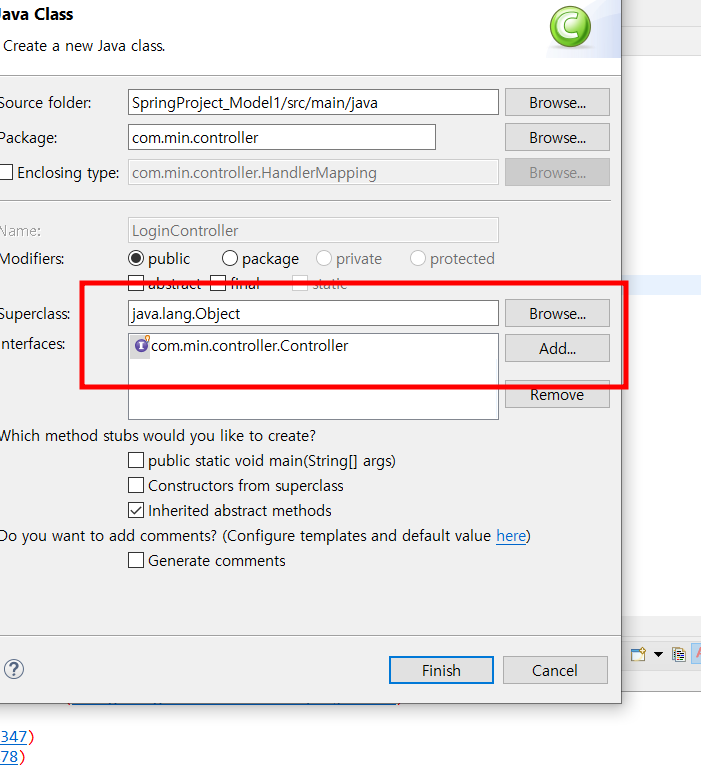 Java Class
Create a new Java class.
Source folder: SpringProject_Model1/src/main/java Browse...
Package: com.min.controller Browse...
Enclosing type: com.min.controller.HandlerMapping Browse...
Name: LoginController
Modifiers: public package private protected
abstract final static
Superclass: java.lang.Object Browse...
Interfaces: com.min.controller.Controller Add...
Remove
Which method stubs would you like to create?
public static void main(String[] args)
Constructors from superclass
Inherited abstract methods
Do you want to add comments? (Configure templates and default value here)
Generate comments
Finish Cancel
347)
78)